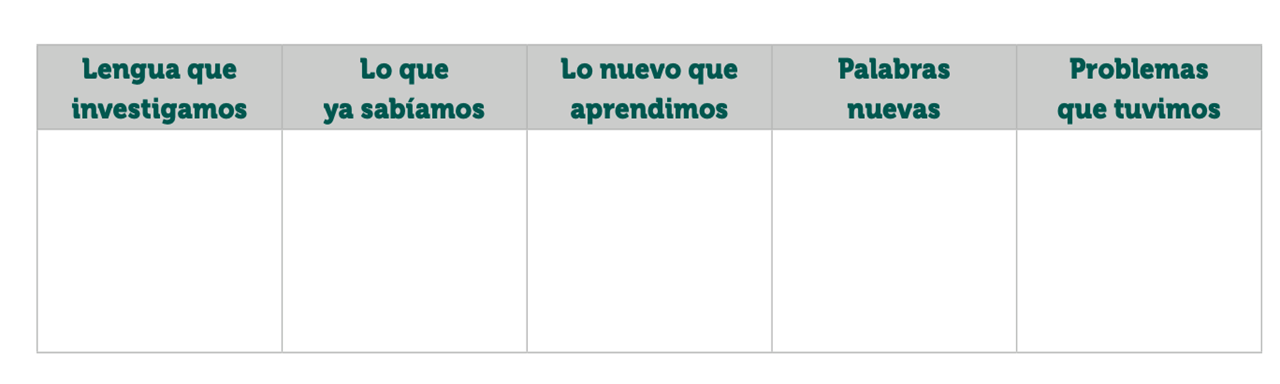 Lengua que
investigamos
Lo que
ya sabíamos
Lo nuevo que
aprendimos
Palabras
nuevas
Problemas
que tuvimos